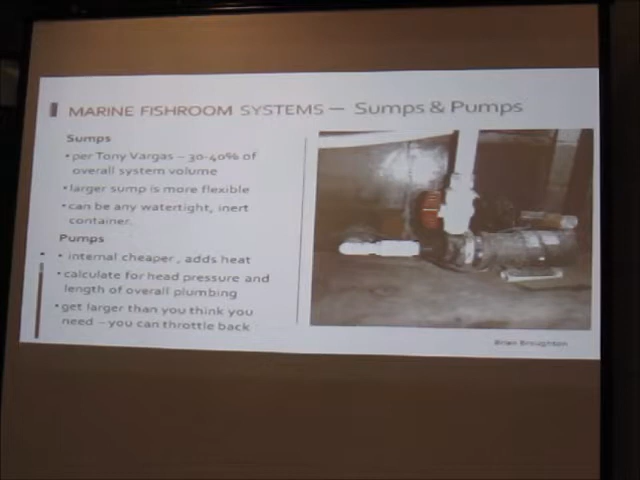 MARINE FISHROOM SYSTEMS – Sumps & Pumps
Sumps
• per Tony Vargas – 30-40% of
overall system volume
• larger sump is more flexible
• can be any watertight, inert
container.
Pumps
• internal cheaper, adds heat
• calculate for head pressure and
length of overall plumbing
• get larger than you think you
need – you can throttle back
Brian Broughton